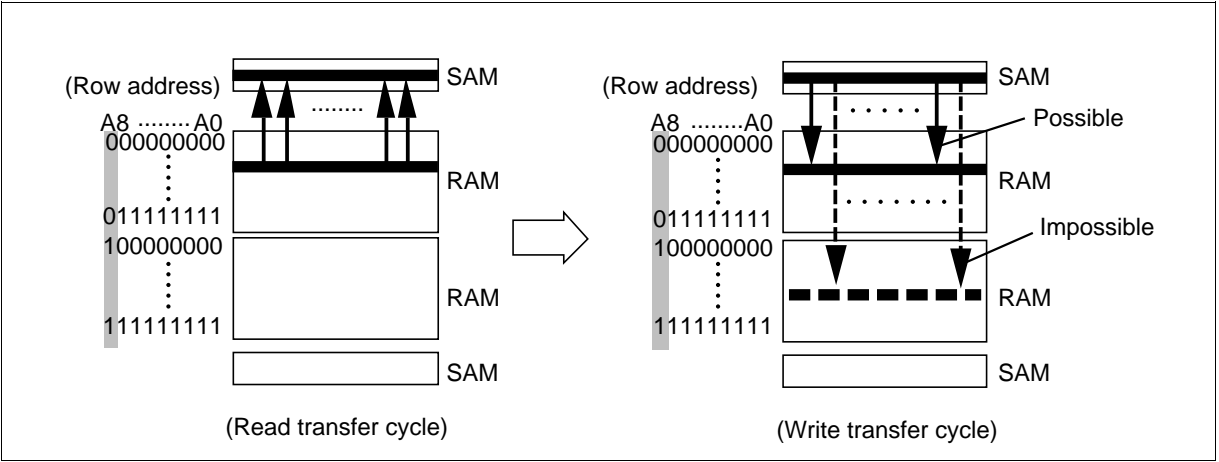 SAM
(Row address)
........
A8 ........ A0
000000000
RAM
011111111
100000000
RAM
111111111
SAM
(Read transfer cycle)
SAM
(Row address)
. . . . .
Possible
A8 ........A0
000000000
RAM
. . . . . . .
011111111
Impossible
100000000
RAM
111111111
SAM
(Write transfer cycle)